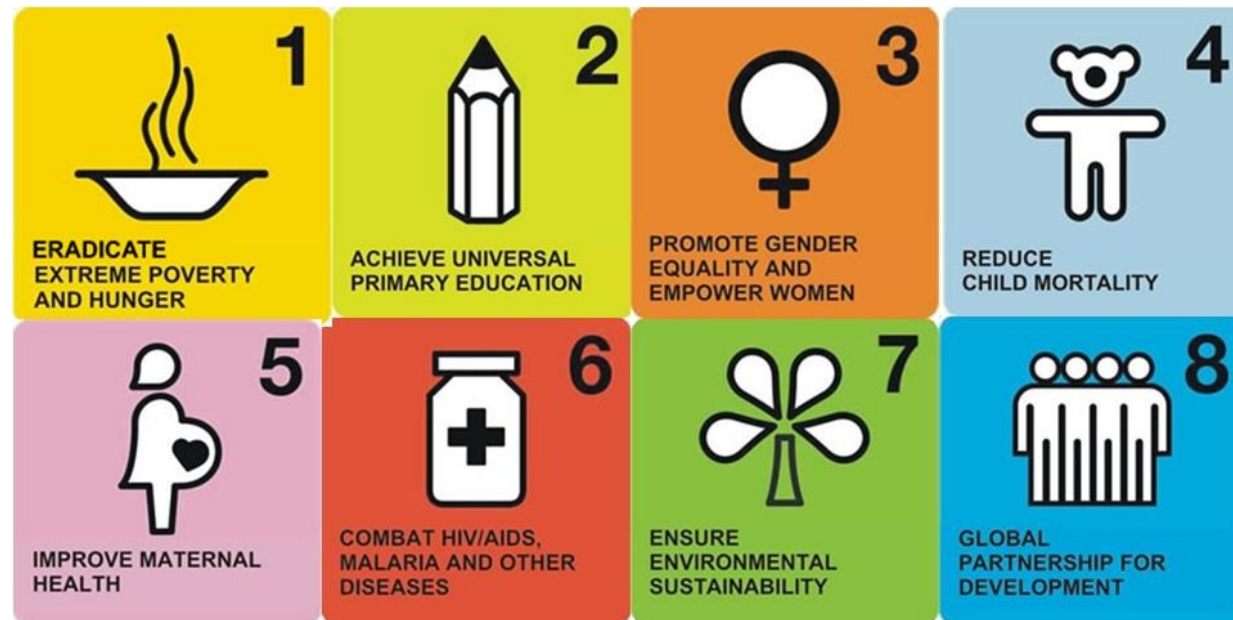 1
ERADICATE
EXTREME POVERTY
AND HUNGER
2
ACHIEVE UNIVERSAL
PRIMARY EDUCATION
3
PROMOTE GENDER
EQUALITY AND
EMPOWER WOMEN
4
REDUCE
CHILD MORTALITY
5
IMPROVE MATERNAL
HEALTH
6
COMBAT HIV/AIDS,
MALARIA AND OTHER
DISEASES
7
ENSURE
ENVIRONMENTAL
SUSTAINABILITY
8
GLOBAL
PARTNERSHIP FOR
DEVELOPMENT